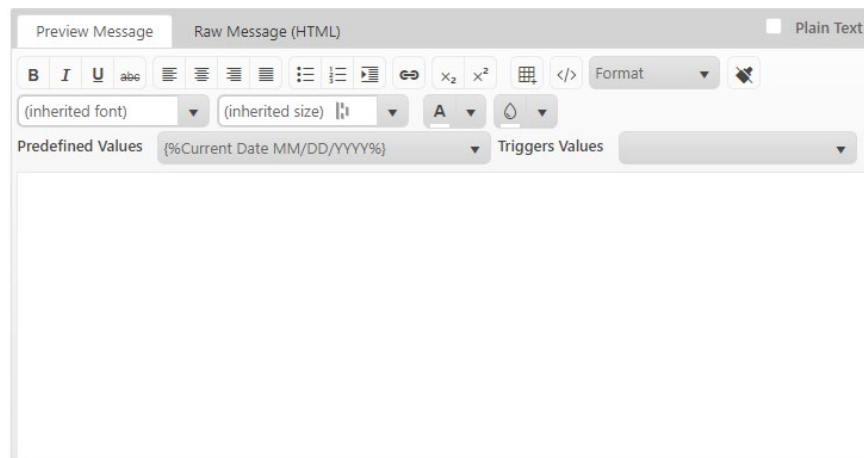 Preview Message Raw Message (HTML) Plain Text
B I U abc x₂ x² </> Format
(inherited font) (inherited size) A
Predefined Values {%Current Date MM/DD/YYYY%} Triggers Values